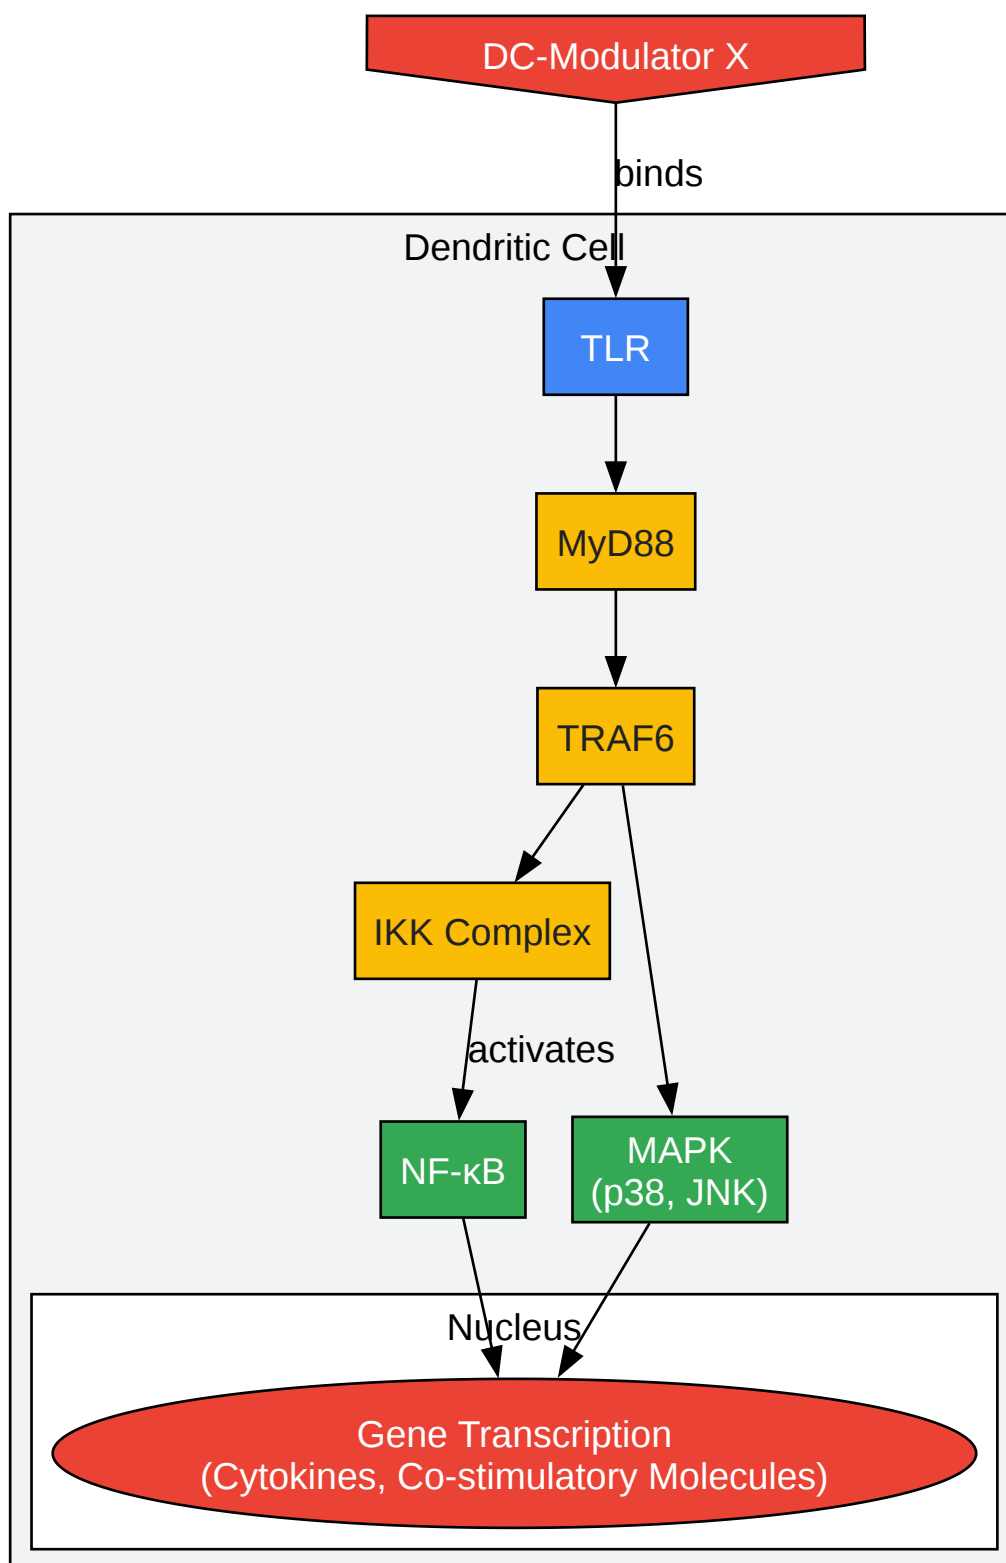 DC-Modulator X
binds
Dendritic Cell
TLR
MyD88
TRAF6
IKK Complex
activates
NF-κB
MAPK
(p38, JNK)
Nucleus
Gene Transcription
(Cytokines, Co-stimulatory Molecules)